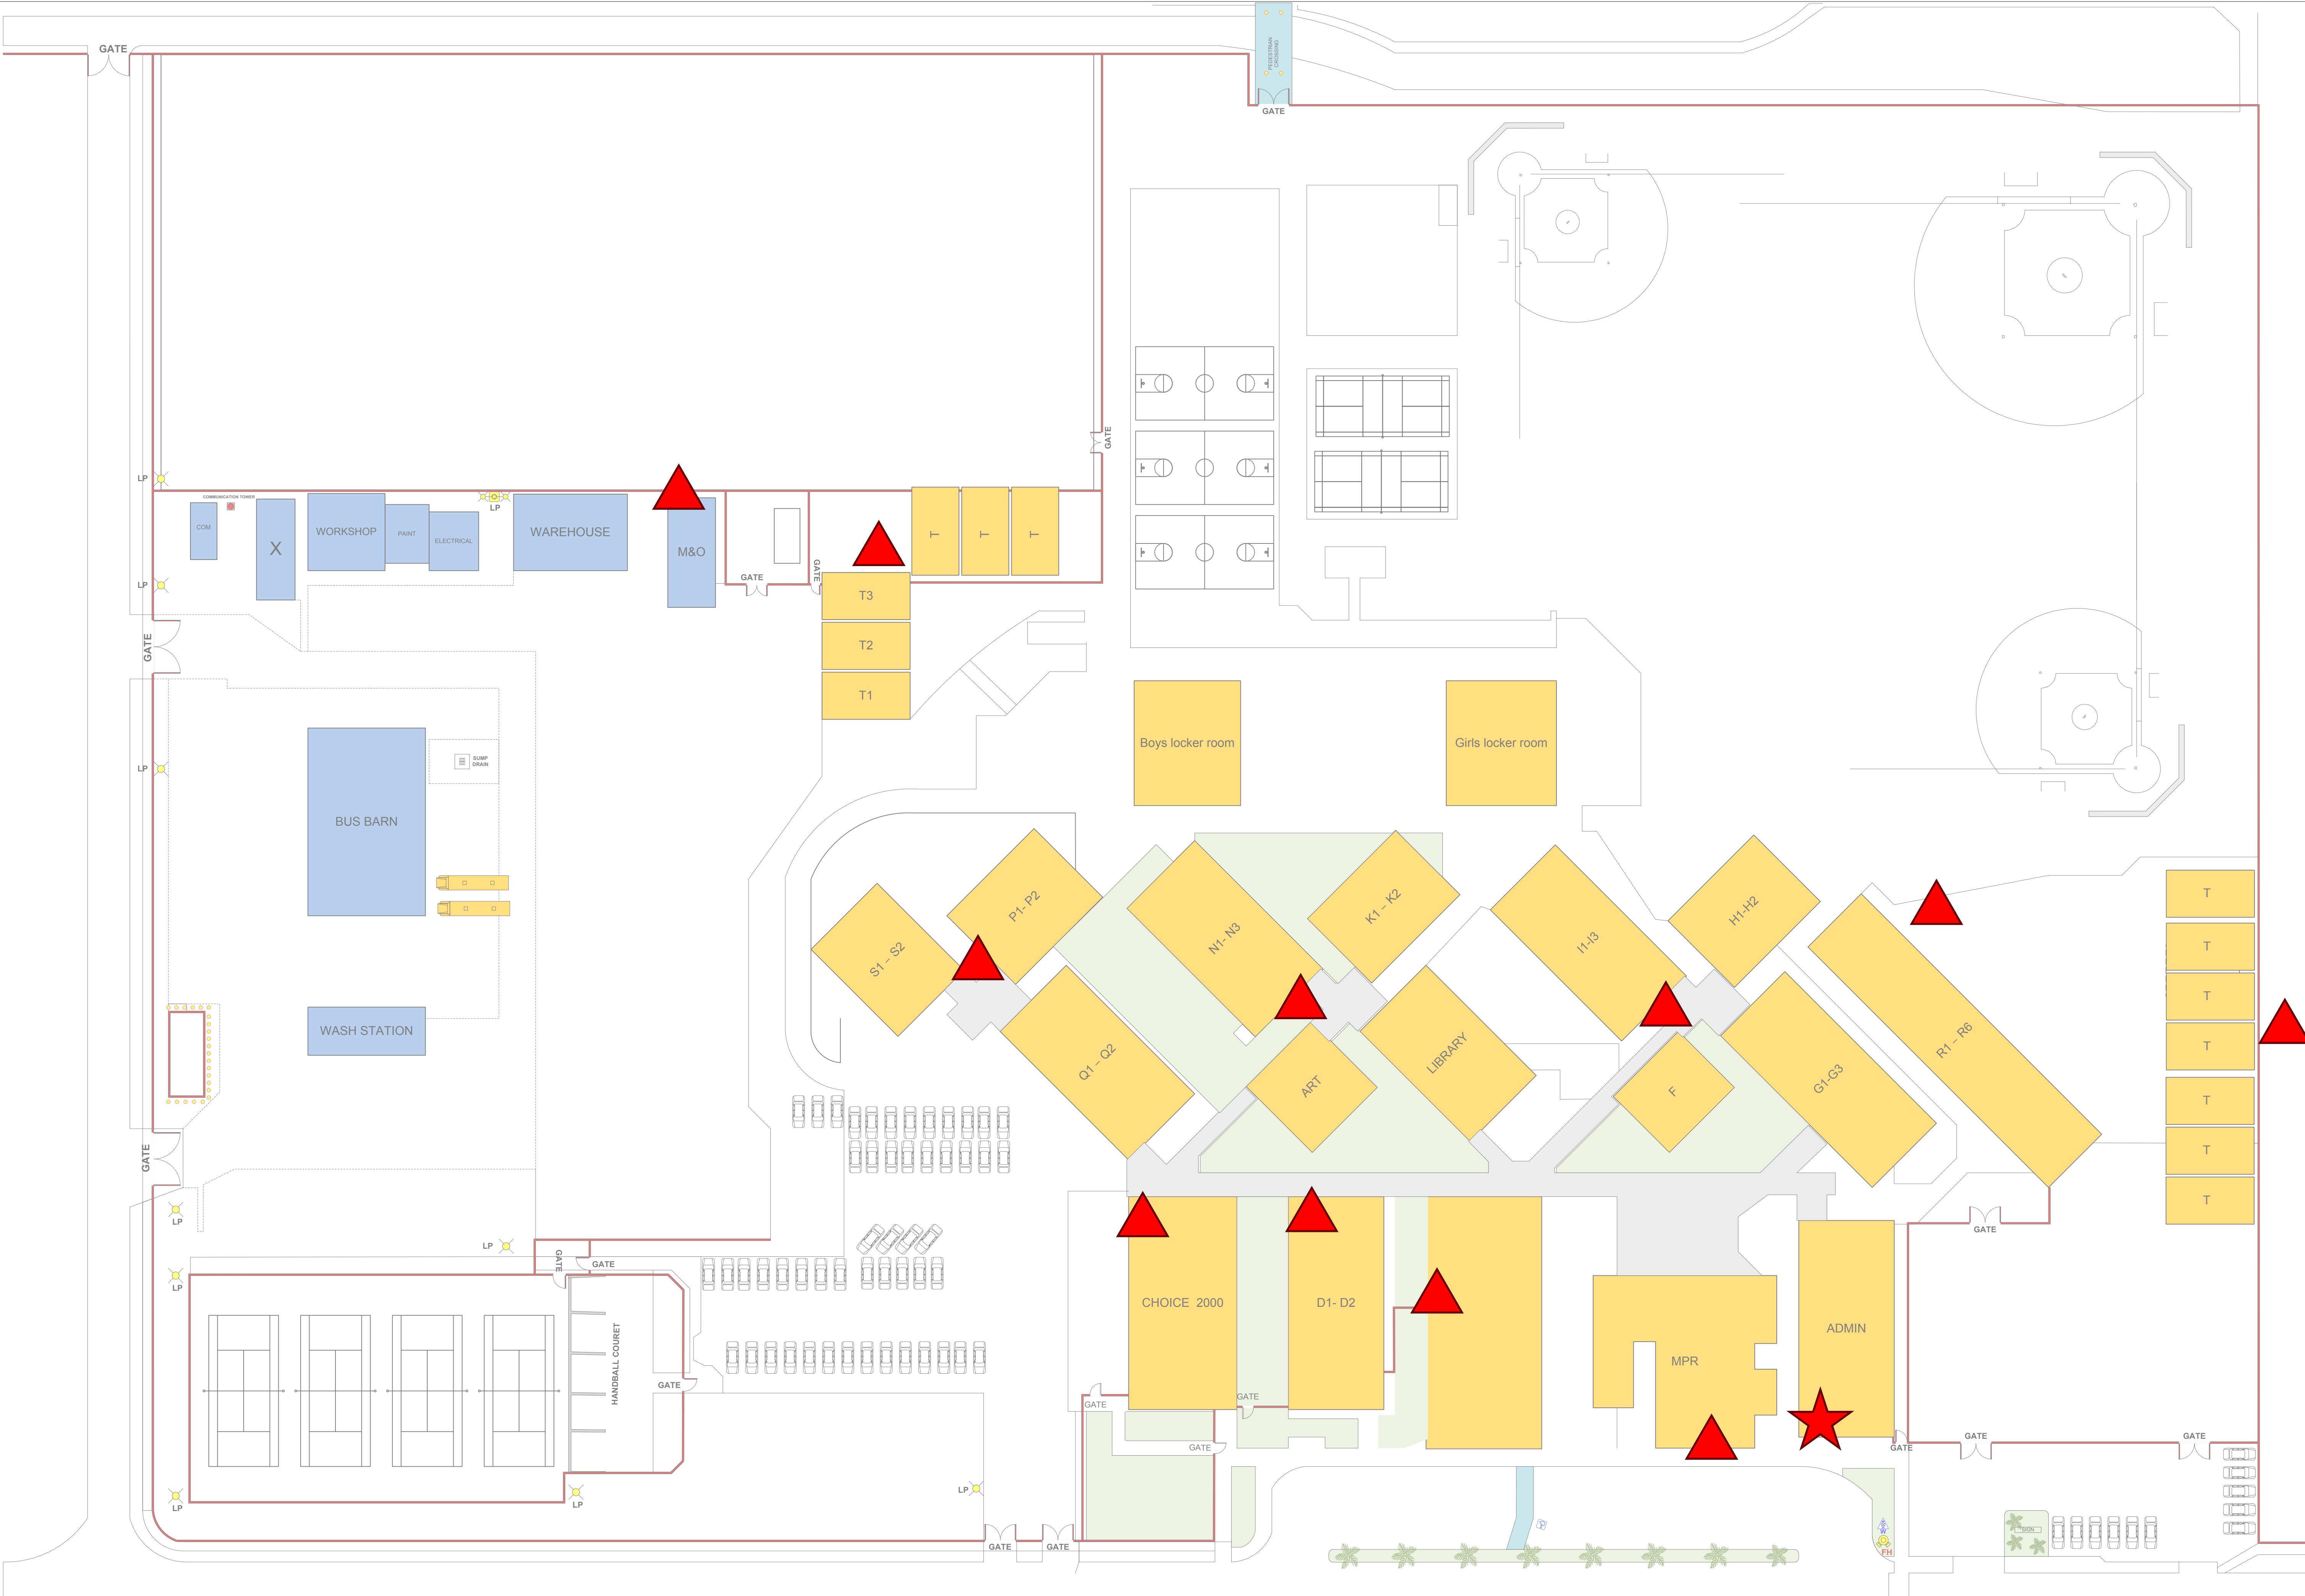 GATE
PEDESTRIAN
CROSSING
GATE
GATE
LP
COMMUNICATION TOWER
COM
X
WORKSHOP
PAINT
ELECTRICAL
LP
WAREHOUSE
M&O
GATE
GATE
T
T
T
T3
T2
T1
LP
GATE
LP
BUS BARN
SUMP
DRAIN
WASH STATION
GATE
LP
LP
LP
LP
GATE
GATE
HANDBALL COURET
GATE
LP
LP
Boys locker room
Girls locker room
S1 – S2
P1- P2
Q1 – Q2
N1- N3
K1 – K2
ART
LIBRARY
I1-I3
H1-H2
F
G1-G3
R1 – R6
T
T
T
T
T
T
T
GATE
CHOICE 2000
D1- D2
MPR
ADMIN
GATE
GATE
GATE
GATE
GATE
GATE
GATE
GATE
SIGN
W
FH